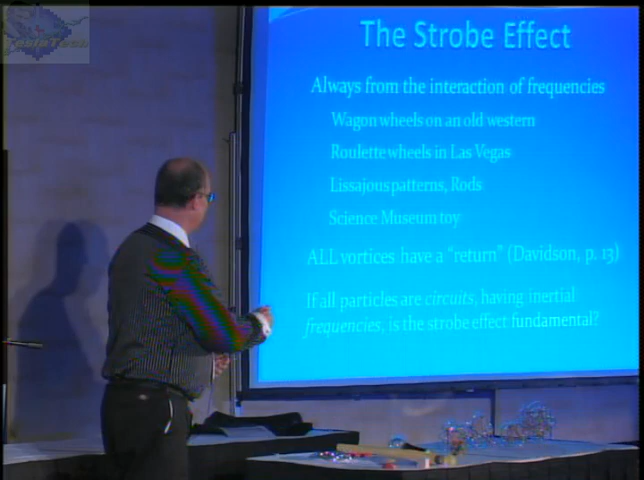 TeslaTech
The Strobe Effect
Always from the interaction of frequencies
Wagon wheels on an old western
Roulette wheels in Las Vegas
Lissajous patterns, Rods
Science Museum toy
ALL vortices have a "return" (Davidson, p. 13)
If all particles are circuits, having inertial
frequencies, is the strobe effect fundamental?